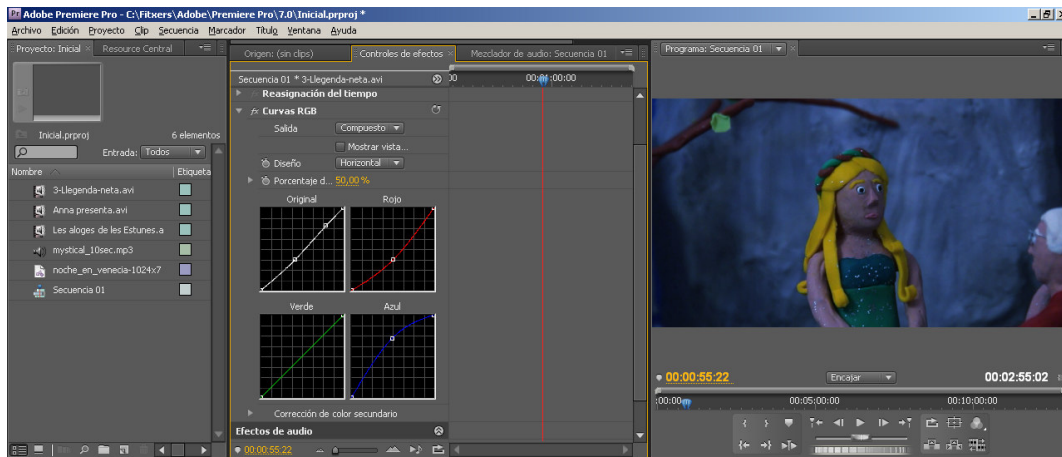 Adobe Premiere Pro - C:\Fitxers\Adobe\Premiere Pro\7.0\Inicial.prproj *
Archivo Edición Proyecto Clip Secuencia Marcador Título Ventana Ayuda
Proyecto: Inicial Resource Central
Inicial.prproj 6 elementos
Entrada: Todos
Nombre Etiqueta
3-Llegenda-neta.avi
Anna presenta.avi
Les aloges de les Estunes.a
mystical_10sec.mp3
noche_en_venecia-1024x7
Secuencia 01
Origen: (sin clips) Controles de efectos Mezclador de audio: Secuencia 01
Secuencia 01 * 3-Llegenda-neta.avi
00 00:01:00:00
Reasignación del tiempo
fx Curvas RGB
Salida Compuesto
Mostrar vista...
Diseño Horizontal
Porcentaje d... 50,00 %
Original Rojo
Verde Azul
Corrección de color secundario
Efectos de audio
00:00:55:22
Programa: Secuencia 01
00:00:55:22 Encajar 00:02:55:02
:00:00 00:05:00:00 00:10:00:00